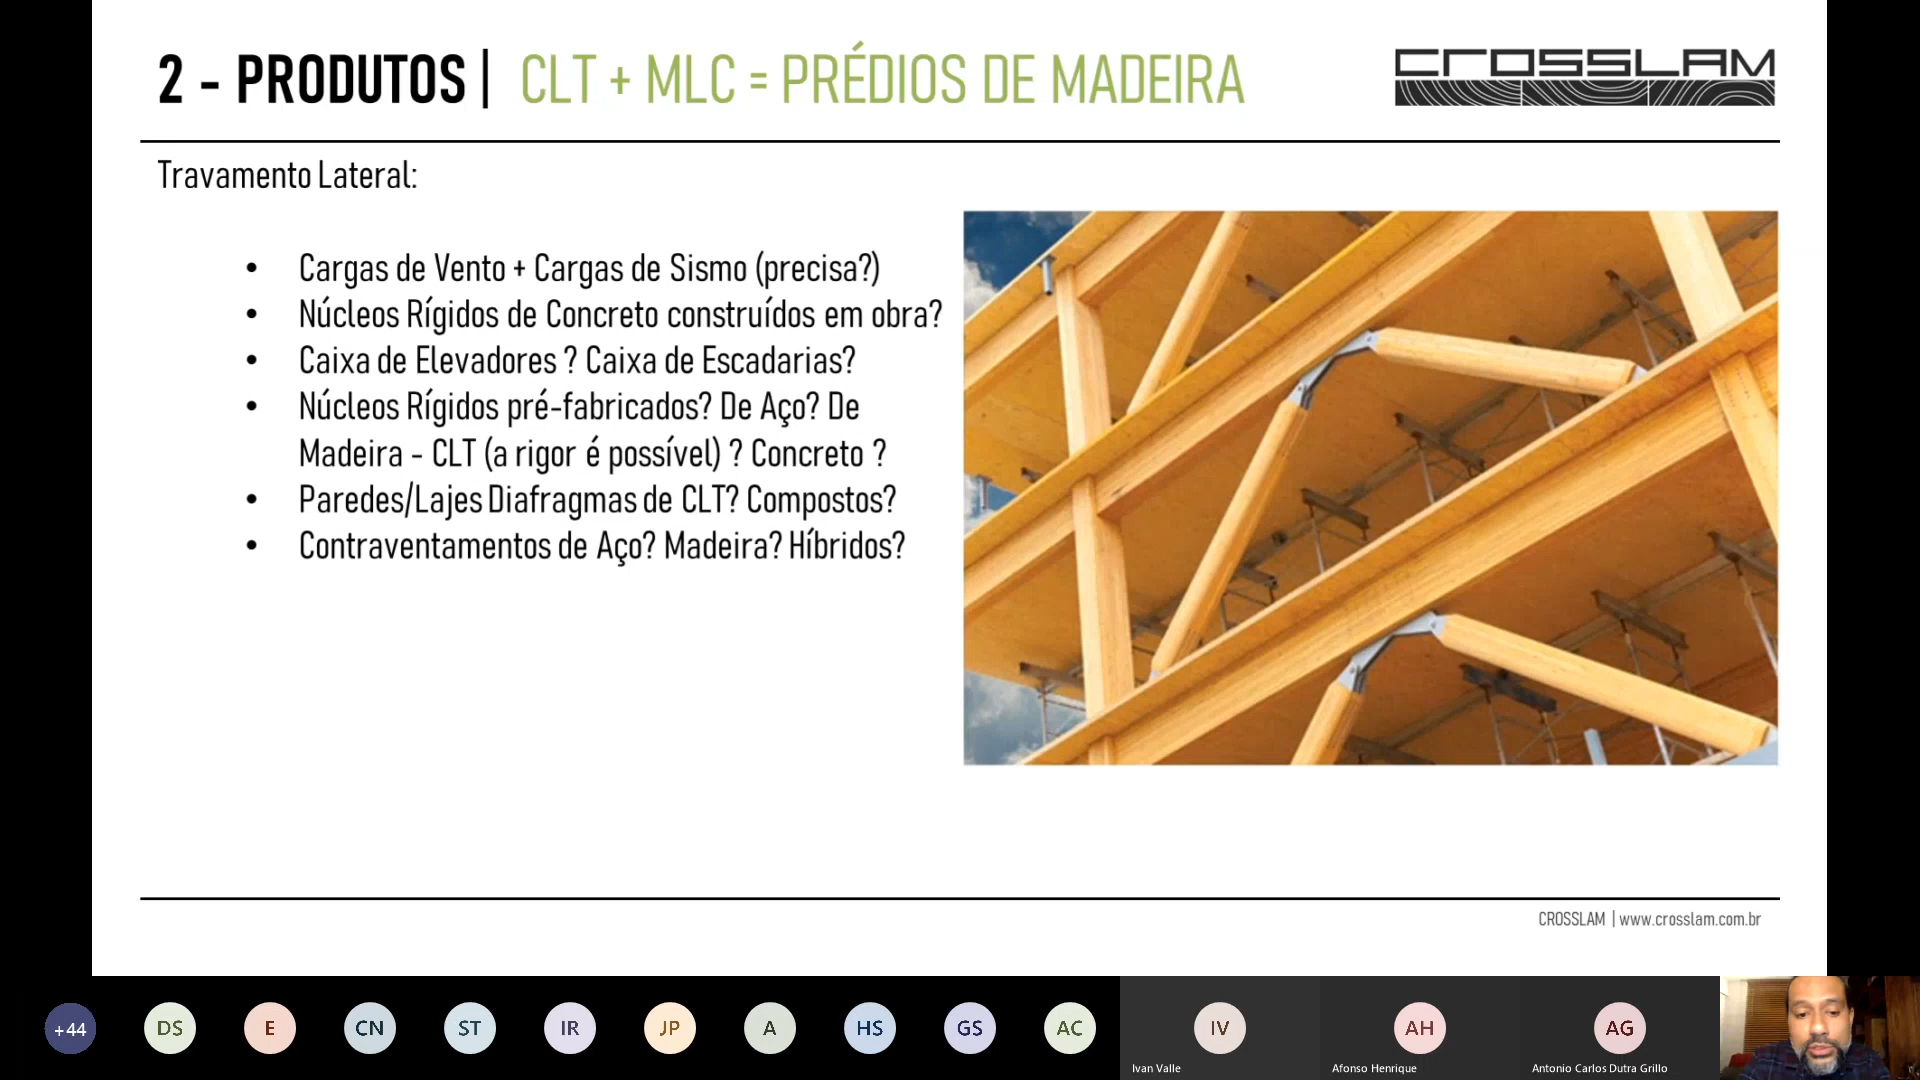 2 - PRODUTOS| CLT + MLC = PRÉDIOS DE MADEIRA
CROSSLAM
Travamento Lateral:
• Cargas de Vento + Cargas de Sismo (precisa?)
• Núcleos Rígidos de Concreto construídos em obra?
• Caixa de Elevadores ? Caixa de Escadarias?
• Núcleos Rígidos pré-fabricados? De Aço? De
Madeira - CLT (a rigor é possível) ? Concreto ?
• Paredes/Lajes Diafragmas de CLT? Compostos?
• Contraventamentos de Aço? Madeira? Híbridos?
CROSSLAM | www.crosslam.com.br
+44 DS E CN ST IR JP A HS GS AC IV AH AG
Ivan Valle Afonso Henrique Antonio Carlos Dutra Grillo